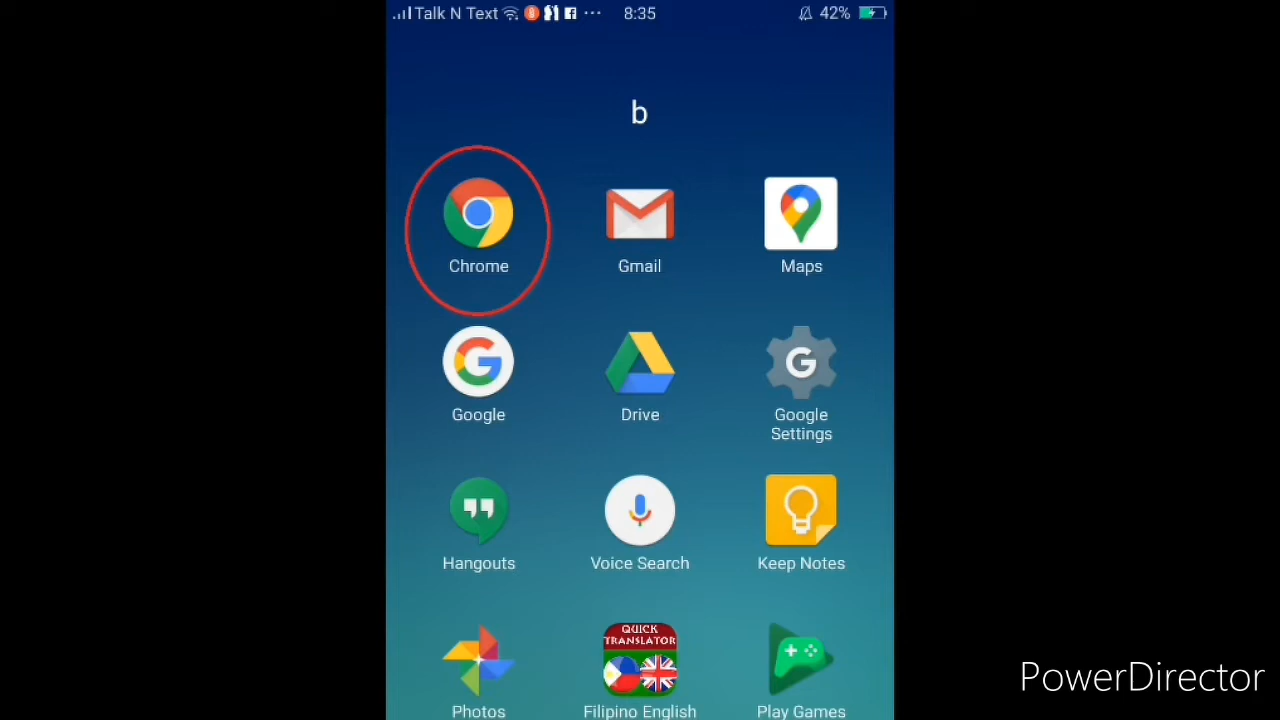 Talk N Text 8:35 42%
b
Chrome Gmail Maps
Google Drive Google Settings
Hangouts Voice Search Keep Notes
QUICK
TRANSLATOR
Photos Filipino English Play Games
PowerDirector